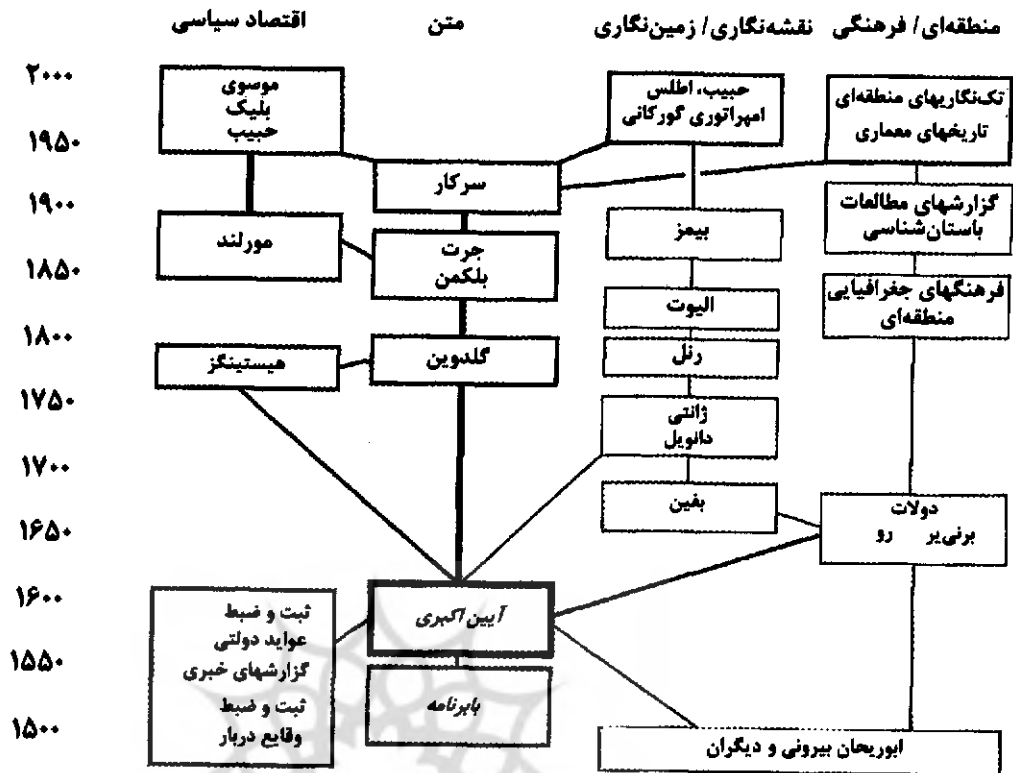 منطقه‌ای / فرهنگی
نقشه‌نگاری / زمین‌نگاری
متن
اقتصاد سیاسی
۲۰۰۰
۱۹۵۰
۱۹۰۰
۱۸۵۰
۱۸۰۰
۱۷۵۰
۱۷۰۰
۱۶۵۰
۱۶۰۰
۱۵۵۰
۱۵۰۰
تک‌نگاریهای منطقه‌ای
تاریخهای معماری
گزارشهای مطالعات
باستان‌شناسی
فرهنگهای جغرافیایی
منطقه‌ای
دولات
برنی‌یر رو
ابوریحان بیرونی و دیگران
حبیب، اطلس
امپراتوری گورکانی
بیمز
الیوت
رنل
ژانتی
دانویل
بفین
سرکار
جرت
بلکمن
گلدوین
آیین اکبری
بابرنامه
موسوی
بلیک
حبیب
مورلند
هیستینگز
ثبت و ضبط
عواید دولتی
گزارشهای خبری
ثبت و ضبط
وقایع دربار